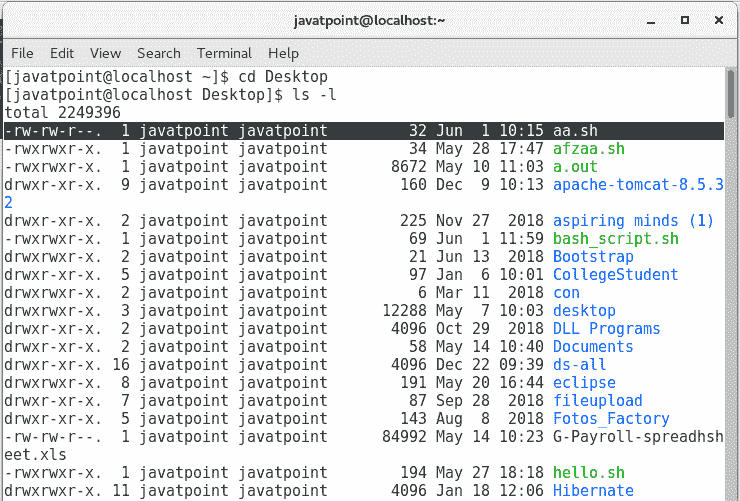 javatpoint@localhost:~
File Edit View Search Terminal Help
[javatpoint@localhost ~]$ cd Desktop
[javatpoint@localhost Desktop]$ ls -l
total 2249396
-rw-rw-r--. 1 javatpoint javatpoint 32 Jun 1 10:15 aa.sh
-rwxrwxr-x. 1 javatpoint javatpoint 34 May 28 17:47 afzaa.sh
-rwxrwxr-x. 1 javatpoint javatpoint 8672 May 10 11:03 a.out
drwxr-xr-x. 9 javatpoint javatpoint 160 Dec 9 10:13 apache-tomcat-8.5.3
2
drwxr-xr-x. 2 javatpoint javatpoint 225 Nov 27 2018 aspiring minds (1)
-rwxrwxr-x. 1 javatpoint javatpoint 69 Jun 1 11:59 bash_script.sh
drwxrwxr-x. 2 javatpoint javatpoint 21 Jun 13 2018 Bootstrap
drwxrwxr-x. 5 javatpoint javatpoint 97 Jan 6 10:01 CollegeStudent
drwxrwxr-x. 2 javatpoint javatpoint 6 Mar 11 2018 con
drwxrwxr-x. 3 javatpoint javatpoint 12288 May 7 10:03 desktop
drwxr-xr-x. 2 javatpoint javatpoint 4096 Oct 29 2018 DLL Programs
drwxrwxr-x. 2 javatpoint javatpoint 58 May 14 10:40 Documents
drwxr-xr-x. 16 javatpoint javatpoint 4096 Dec 22 09:39 ds-all
drwxrwxr-x. 8 javatpoint javatpoint 191 May 20 16:44 eclipse
drwxrwxr-x. 7 javatpoint javatpoint 87 Sep 28 2018 fileupload
drwxr-xr-x. 5 javatpoint javatpoint 143 Aug 8 2018 Fotos_Factory
-rw-rw-r--. 1 javatpoint javatpoint 84992 May 14 10:23 G-Payroll-spreadhsh
eet.xls
-rwxrwxr-x. 1 javatpoint javatpoint 194 May 27 18:18 hello.sh
drwxrwxr-x. 11 javatpoint javatpoint 4096 Jan 18 12:06 Hibernate